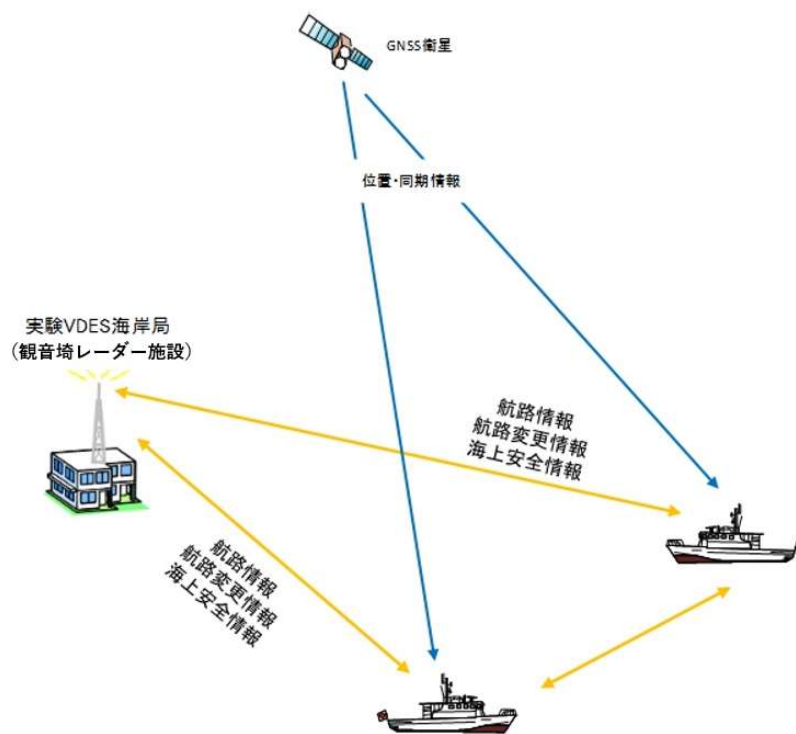 GNSS衛星
位置・同期情報
実験VDES海岸局
（観音埼レーダー施設）
航路情報
航路変更情報
海上安全情報
航路情報
航路変更情報
海上安全情報